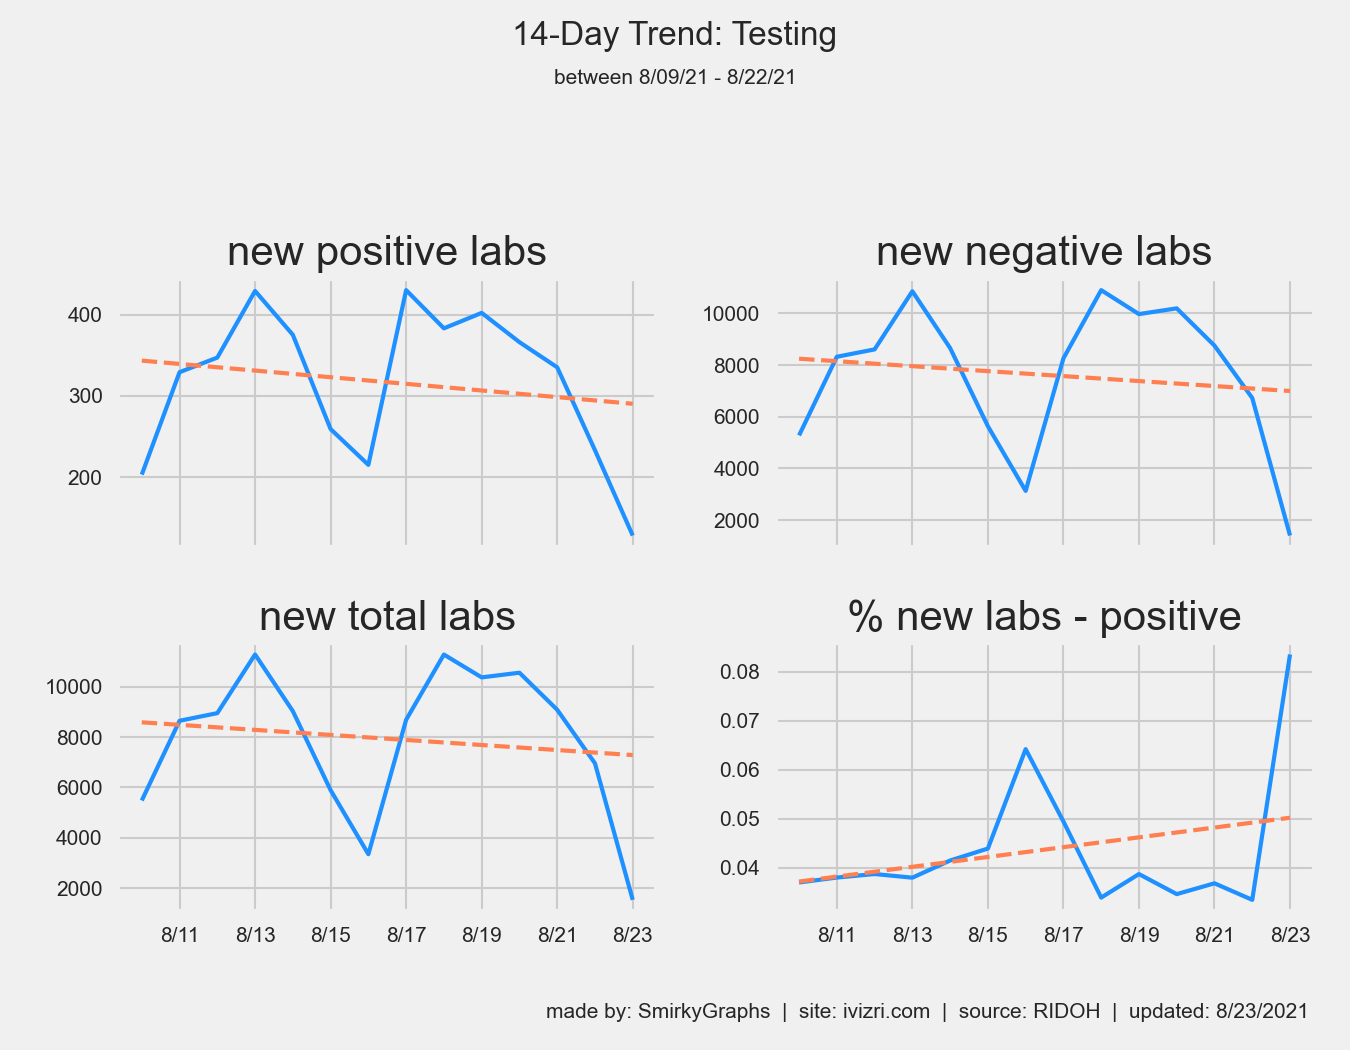 14-Day Trend: Testing
between 8/09/21 - 8/22/21
new positive labs
400
300
200
new negative labs
10000
8000
6000
4000
2000
new total labs
10000
8000
6000
4000
2000
8/11 8/13 8/15 8/17 8/19 8/21 8/23
% new labs - positive
0.08
0.07
0.06
0.05
0.04
8/11 8/13 8/15 8/17 8/19 8/21 8/23
made by: SmirkyGraphs | site: ivizri.com | source: RIDOH | updated: 8/23/2021